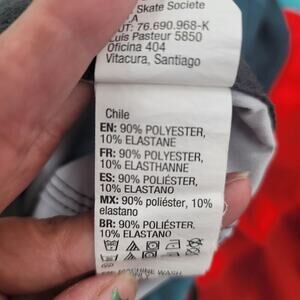 Skate Societe
UT: 76.690.968-K
Luis Pasteur 5850
Oficina 404
Vitacura, Santiago
Chile
EN: 90% POLYESTER,
10% ELASTANE
FR: 90% POLYESTER,
10% ELASTHANNE
ES: 90% POLIÉSTER,
10% ELASTANO
MX: 90% poliéster, 10%
elastano
BR: 90% POLIÉSTER,
10% ELASTANO
MACHINE WASH